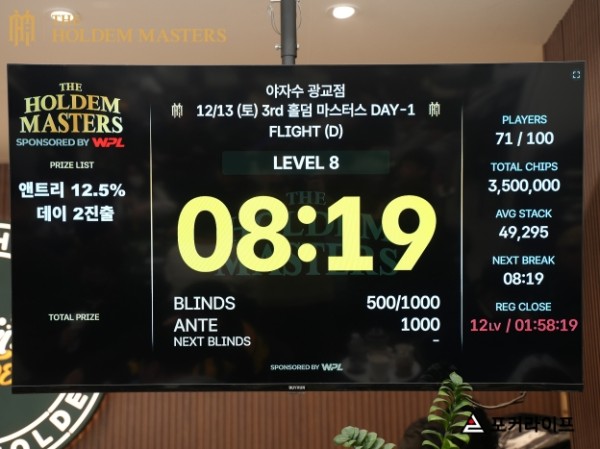 THE
HOLDEM MASTERS
THE
HOLDEM
MASTERS
SPONSORED BY WPL
PRIZE LIST
앤트리 12.5%
데이 2진출
TOTAL PRIZE
야자수 광교점
12/13 (토) 3rd 홀덤 마스터스 DAY-1
FLIGHT (D)
LEVEL 8
THE
MASTERS
08:19
BLINDS 500/1000
ANTE 1000
NEXT BLINDS -
SPONSORED BY WPL
PLAYERS
71 / 100
TOTAL CHIPS
3,500,000
AVG STACK
49,295
NEXT BREAK
08:19
REG CLOSE
12LV / 01:58:19
포커라이프